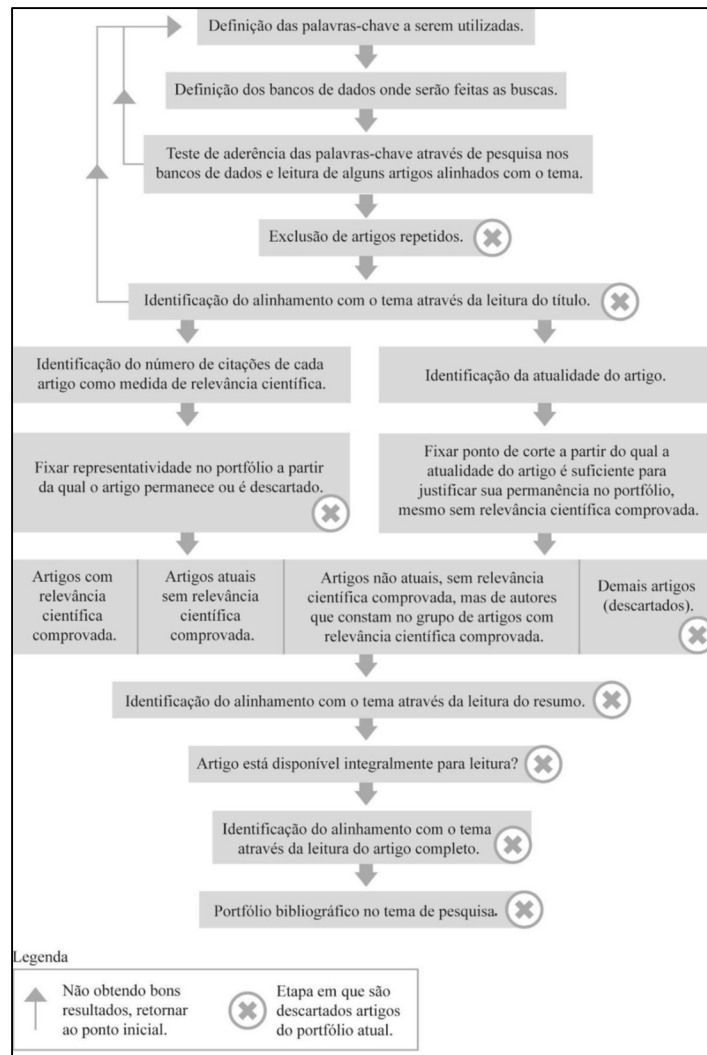 Definição das palavras-chave a serem utilizadas.
Definição dos bancos de dados onde serão feitas as buscas.
Teste de aderência das palavras-chave através de pesquisa nos
bancos de dados e leitura de alguns artigos alinhados com o tema.
Exclusão de artigos repetidos.
Identificação do alinhamento com o tema através da leitura do título.
Identificação do número de citações de cada
artigo como medida de relevância científica.
Identificação da atualidade do artigo.
Fixar representatividade no portfólio a partir
da qual o artigo permanece ou é descartado.
Fixar ponto de corte a partir do qual a
atualidade do artigo é suficiente para
justificar sua permanência no portfólio,
mesmo sem relevância científica comprovada.
Artigos com
relevância
científica
comprovada.
Artigos atuais
sem relevância
científica
comprovada.
Artigos não atuais, sem relevância
científica comprovada, mas de autores
que constam no grupo de artigos com
relevância científica comprovada.
Demais artigos
(descartados).
Identificação do alinhamento com o tema através da leitura do resumo.
Artigo está disponível integralmente para leitura?
Identificação do alinhamento com o tema
através da leitura do artigo completo.
Portfólio bibliográfico no tema de pesquisa.
Legenda
Não obtendo bons
resultados, retornar
ao ponto inicial.
Etapa em que são
descartados artigos
do portfólio atual.